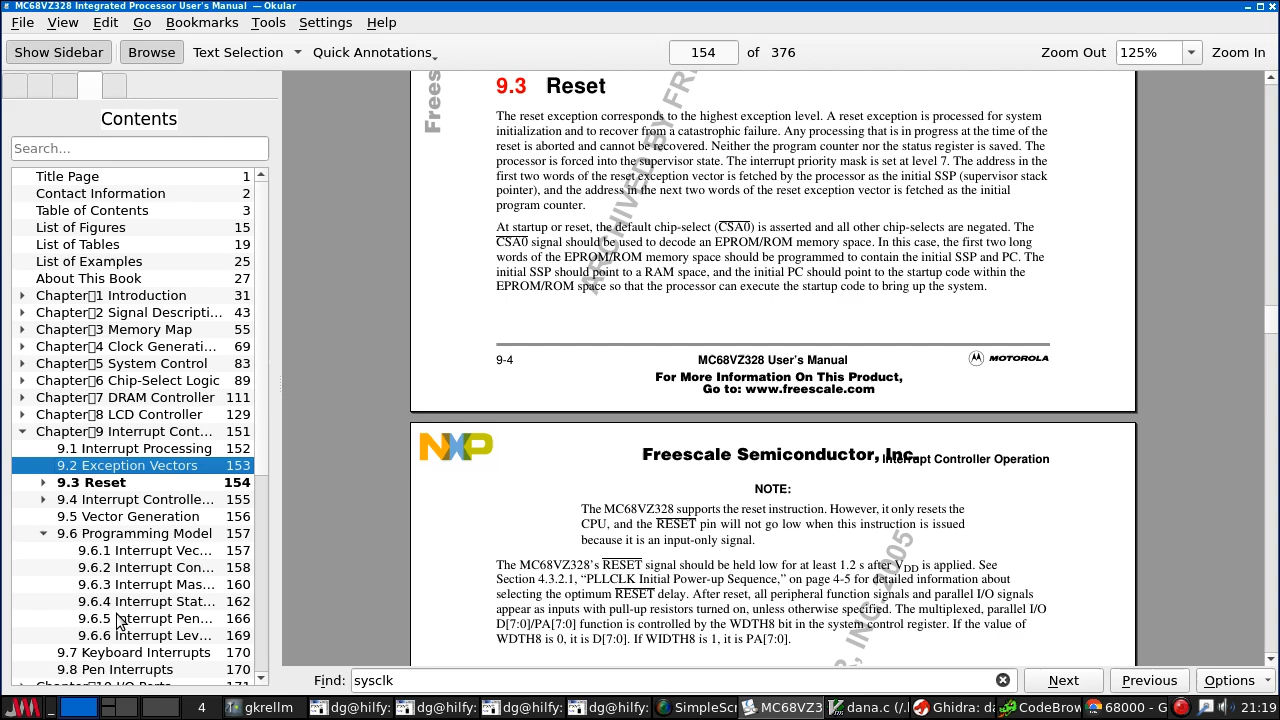 MC68VZ328 Integrated Processor User's Manual — Okular
File View Edit Go Bookmarks Tools Settings Help
Show Sidebar Browse Text Selection Quick Annotations 154 of 376 Zoom Out 125% Zoom In
Contents
Search...
Title Page 1
Contact Information 2
Table of Contents 3
List of Figures 15
List of Tables 19
List of Examples 25
About This Book 27
Chapter 1 Introduction 31
Chapter 2 Signal Descripti... 43
Chapter 3 Memory Map 55
Chapter 4 Clock Generati... 69
Chapter 5 System Control 83
Chapter 6 Chip-Select Logic 89
Chapter 7 DRAM Controller 111
Chapter 8 LCD Controller 129
Chapter 9 Interrupt Cont... 151
9.1 Interrupt Processing 152
9.2 Exception Vectors 153
9.3 Reset 154
9.4 Interrupt Controlle... 155
9.5 Vector Generation 156
9.6 Programming Model 157
9.6.1 Interrupt Vec... 157
9.6.2 Interrupt Con... 158
9.6.3 Interrupt Mas... 160
9.6.4 Interrupt Stat... 162
9.6.5 Interrupt Pen... 166
9.6.6 Interrupt Lev... 169
9.7 Keyboard Interrupts 170
9.8 Pen Interrupts 170
Chapter 10 I/O Ports 171
Frees
ARCHIVED BY FR
9.3 Reset
The reset exception corresponds to the highest exception level. A reset exception is processed for system
initialization and to recover from a catastrophic failure. Any processing that is in progress at the time of the
reset is aborted and cannot be recovered. Neither the program counter nor the status register is saved. The
processor is forced into the supervisor state. The interrupt priority mask is set at level 7. The address in the
first two words of the reset exception vector is fetched by the processor as the initial SSP (supervisor stack
pointer), and the address in the next two words of the reset exception vector is fetched as the initial
program counter.
At startup or reset, the default chip-select (CSA0) is asserted and all other chip-selects are negated. The
CSA0 signal should be used to decode an EPROM/ROM memory space. In this case, the first two long
words of the EPROM/ROM memory space should be programmed to contain the initial SSP and PC. The
initial SSP should point to a RAM space, and the initial PC should point to the startup code within the
EPROM/ROM space so that the processor can execute the startup code to bring up the system.
9-4 MC68VZ328 User's Manual MOTOROLA
For More Information On This Product,
Go to: www.freescale.com
NXP Freescale Semiconductor, Inc. Interrupt Controller Operation
NOTE:
The MC68VZ328 supports the reset instruction. However, it only resets the
CPU, and the RESET pin will not go low when this instruction is issued
because it is an input-only signal.
The MC68VZ328's RESET signal should be held low for at least 1.2 s after VDD is applied. See
Section 4.3.2.1, “PLLCLK Initial Power-up Sequence,” on page 4-5 for detailed information about
selecting the optimum RESET delay. After reset, all peripheral function signals and parallel I/O signals
appear as inputs with pull-up resistors turned on, unless otherwise specified. The multiplexed, parallel I/O
D[7:0]/PA[7:0] function is controlled by the WDTH8 bit in the system control register. If the value of
WDTH8 is 0, it is D[7:0]. If WIDTH8 is 1, it is PA[7:0].
R, INC. 2005
Find: sysclk Next Previous Options
4 gkrellm dg@hilfy: dg@hilfy: dg@hilfy: dg@hilfy: SimpleScr MC68VZ3 dana.c (/. Ghidra: da CodeBrow 68000 - G 21:19